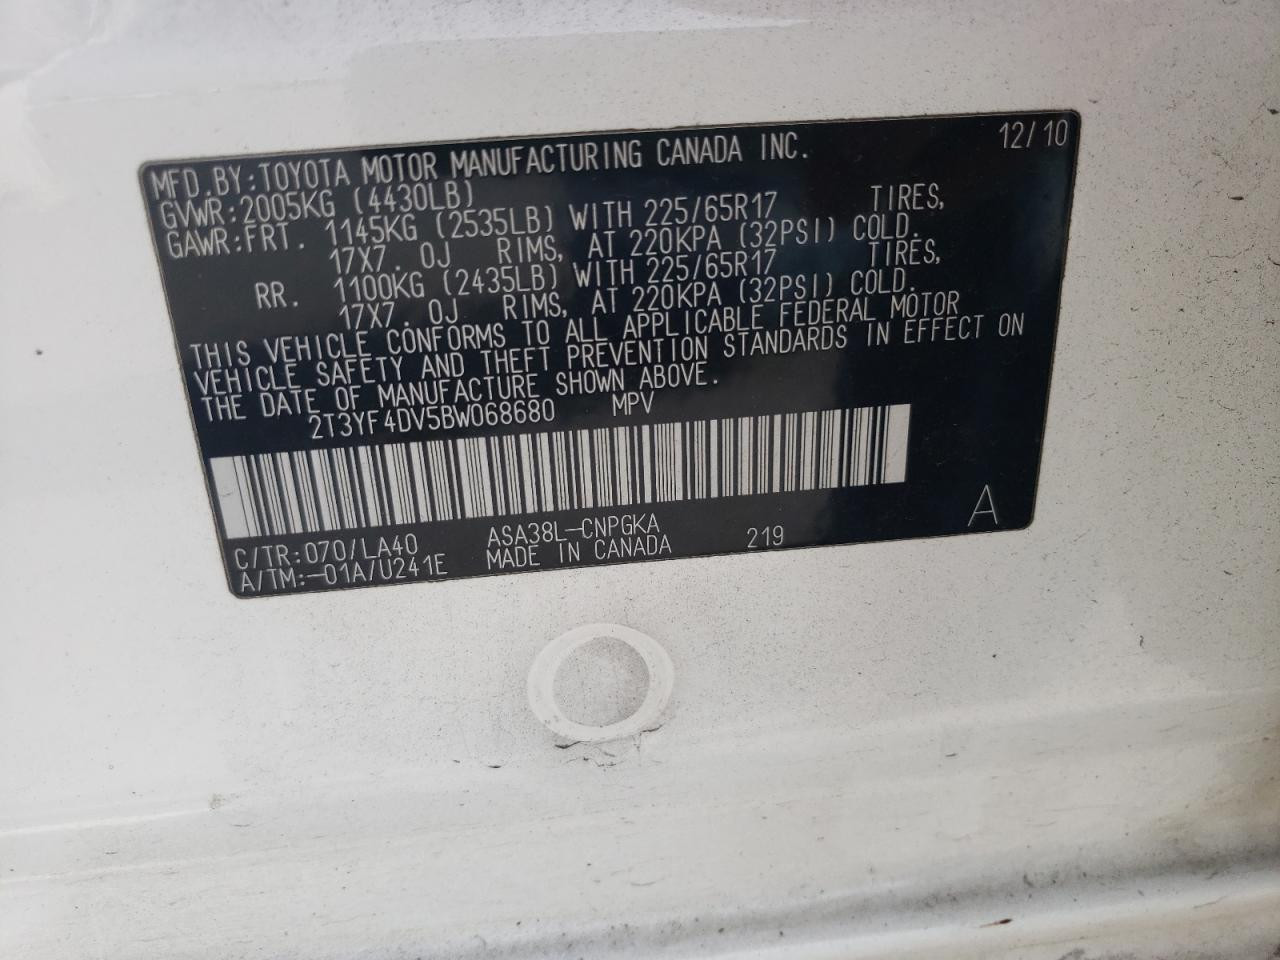 12/10
MFD.BY:TOYOTA MOTOR MANUFACTURING CANADA INC.
GVWR:2005KG (4430LB)
GAWR:FRT. 1145KG (2535LB) WITH 225/65R17 TIRES,
17X7.0J RIMS, AT 220KPA (32PSI) COLD.
RR. 1100KG (2435LB) WITH 225/65R17 TIRES,
17X7.0J RIMS, AT 220KPA (32PSI) COLD.
THIS VEHICLE CONFORMS TO ALL APPLICABLE FEDERAL MOTOR
VEHICLE SAFETY AND THEFT PREVENTION STANDARDS IN EFFECT ON
THE DATE OF MANUFACTURE SHOWN ABOVE.
2T3YF4DV5BW068680 MPV
C/TR:070/LA40 ASA38L-CNPGKA 219 A
A/TM:-01A/U241E MADE IN CANADA